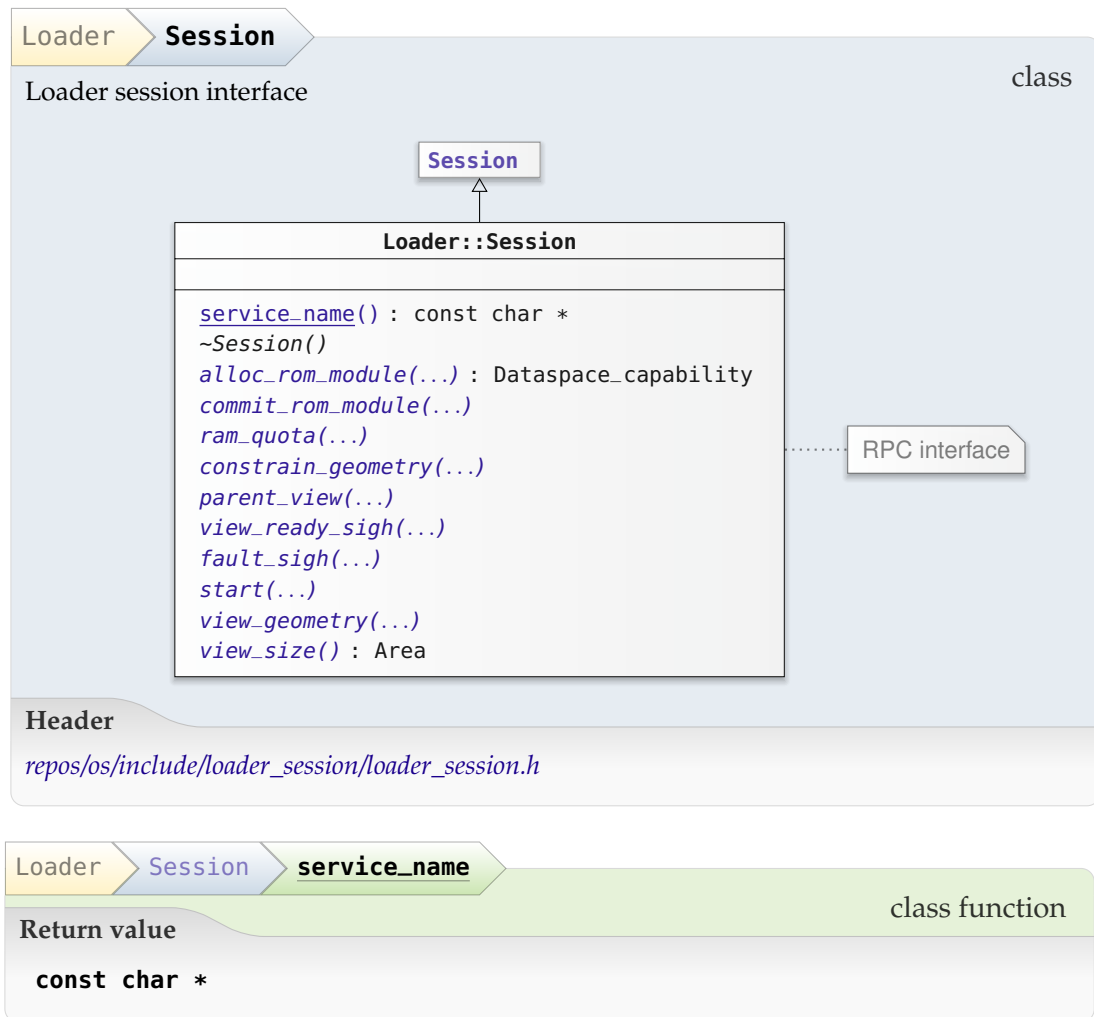 Loader Session
class
Loader session interface
Session
Loader::Session
service_name() : const char *
~Session()
alloc_rom_module(...) : Dataspace_capability
commit_rom_module(...)
ram_quota(...)
constrain_geometry(...)
RPC interface
parent_view(...)
view_ready_sigh(...)
fault_sigh(...)
start(...)
view_geometry(...)
view_size() : Area
Header
repos/os/include/loader_session/loader_session.h
Loader Session service_name
class function
Return value
const char *